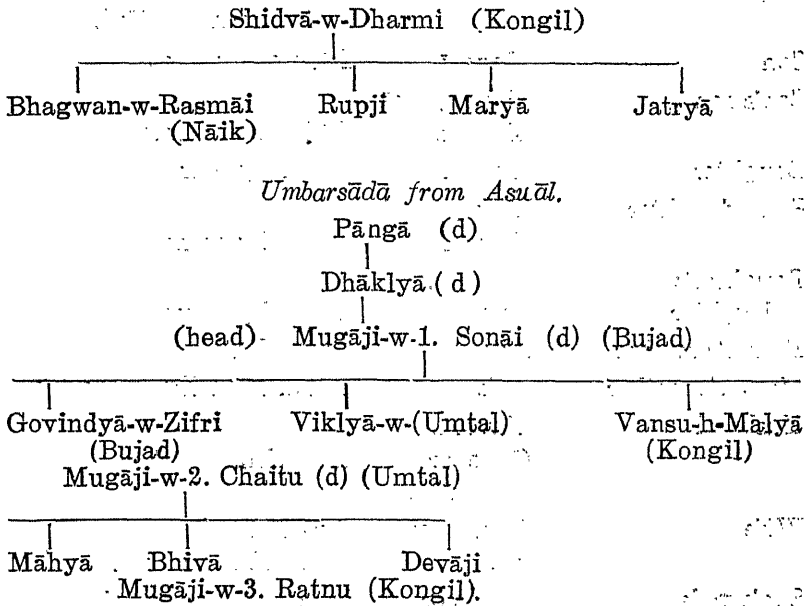 Shidvā-w-Dharmi (Kongil)
Bhagwan-w-Rasmāi Rupji Maryā Jatryā
(Nāik)
Umbarsādā from Asuāl.
Pāngā (d)
Dhāklyā (d)
(head) Mugāji-w-1. Sonāi (d) (Bujad)
Govindyā-w-Zifri Viklyā-w-(Umtal) Vansu-h-Mālyā
(Bujad) (Kongil)
Mugāji-w-2. Chaitu (d) (Umtal)
Māhyā Bhivā Devāji
Mugāji-w-3. Ratnu (Kongil).